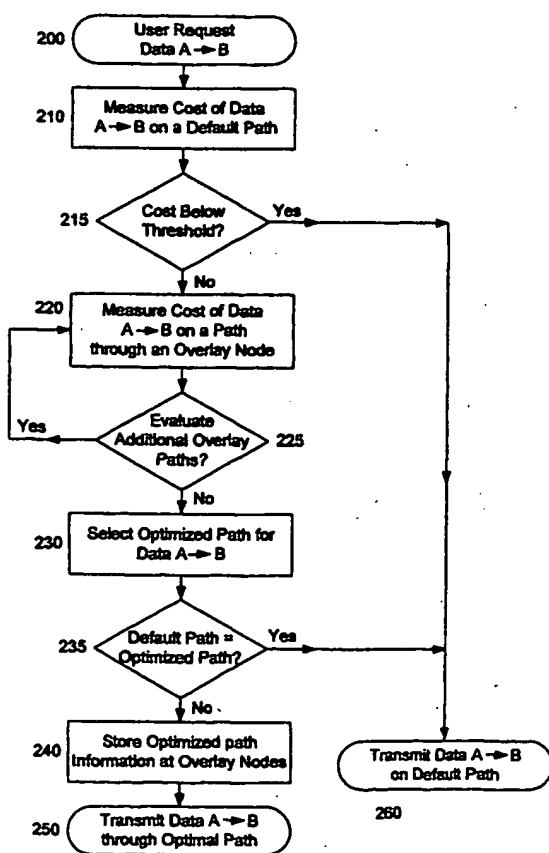 200
User Request
Data A → B
210
Measure Cost of Data
A → B on a Default Path
215
Cost Below
Threshold?
Yes
No
220
Measure Cost of Data
A → B on a Path
through an Overlay Node
Yes
Evaluate
Additional Overlay
Paths?
225
No
230
Select Optimized Path for
Data A → B
235
Default Path =
Optimized Path?
Yes
No
240
Store Optimized path
Information at Overlay Nodes
Transmit Data A → B
on Default Path
260
250
Transmit Data A → B
through Optimal Path